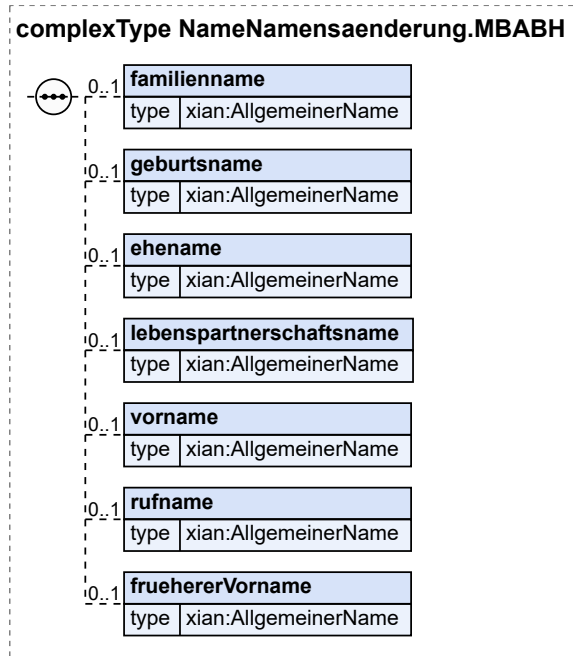 complexType NameNamensaenderung.MBABH
0..1 familienname
type xian:AllgemeinerName
0..1 geburtsname
type xian:AllgemeinerName
0..1 ehename
type xian:AllgemeinerName
0..1 lebenspartnerschaftsname
type xian:AllgemeinerName
0..1 vorname
type xian:AllgemeinerName
0..1 rufname
type xian:AllgemeinerName
0..1 fruehererVorname
type xian:AllgemeinerName